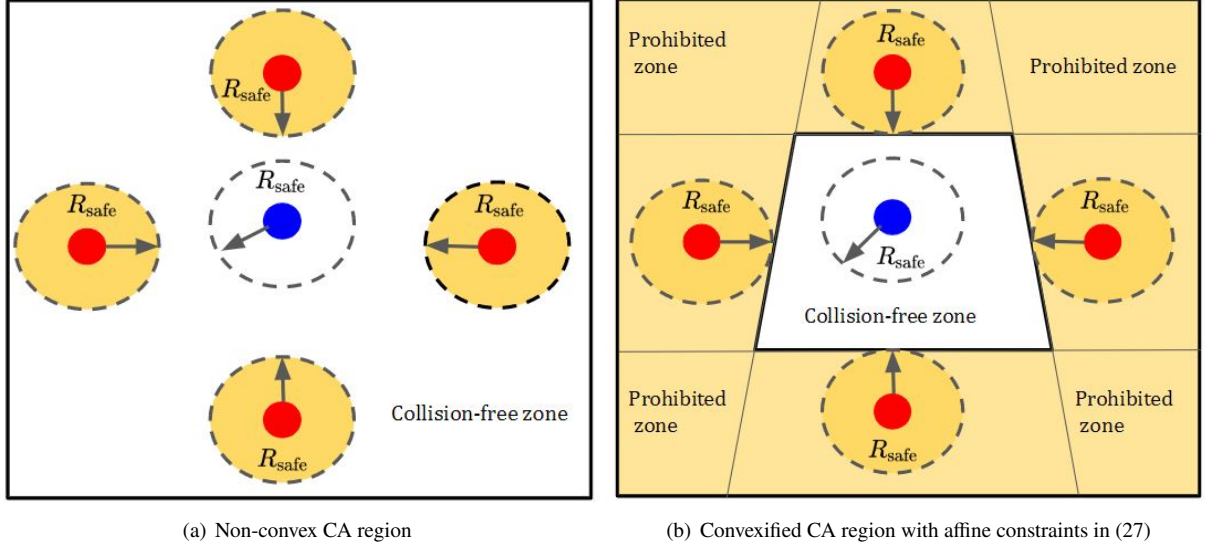 R_safe
R_safe
R_safe
R_safe
R_safe
Collision-free zone
(a) Non-convex CA region
Prohibited
zone
R_safe
Prohibited zone
R_safe
R_safe
R_safe
Collision-free zone
Prohibited
zone
R_safe
Prohibited
zone
(b) Convexified CA region with affine constraints in (27)